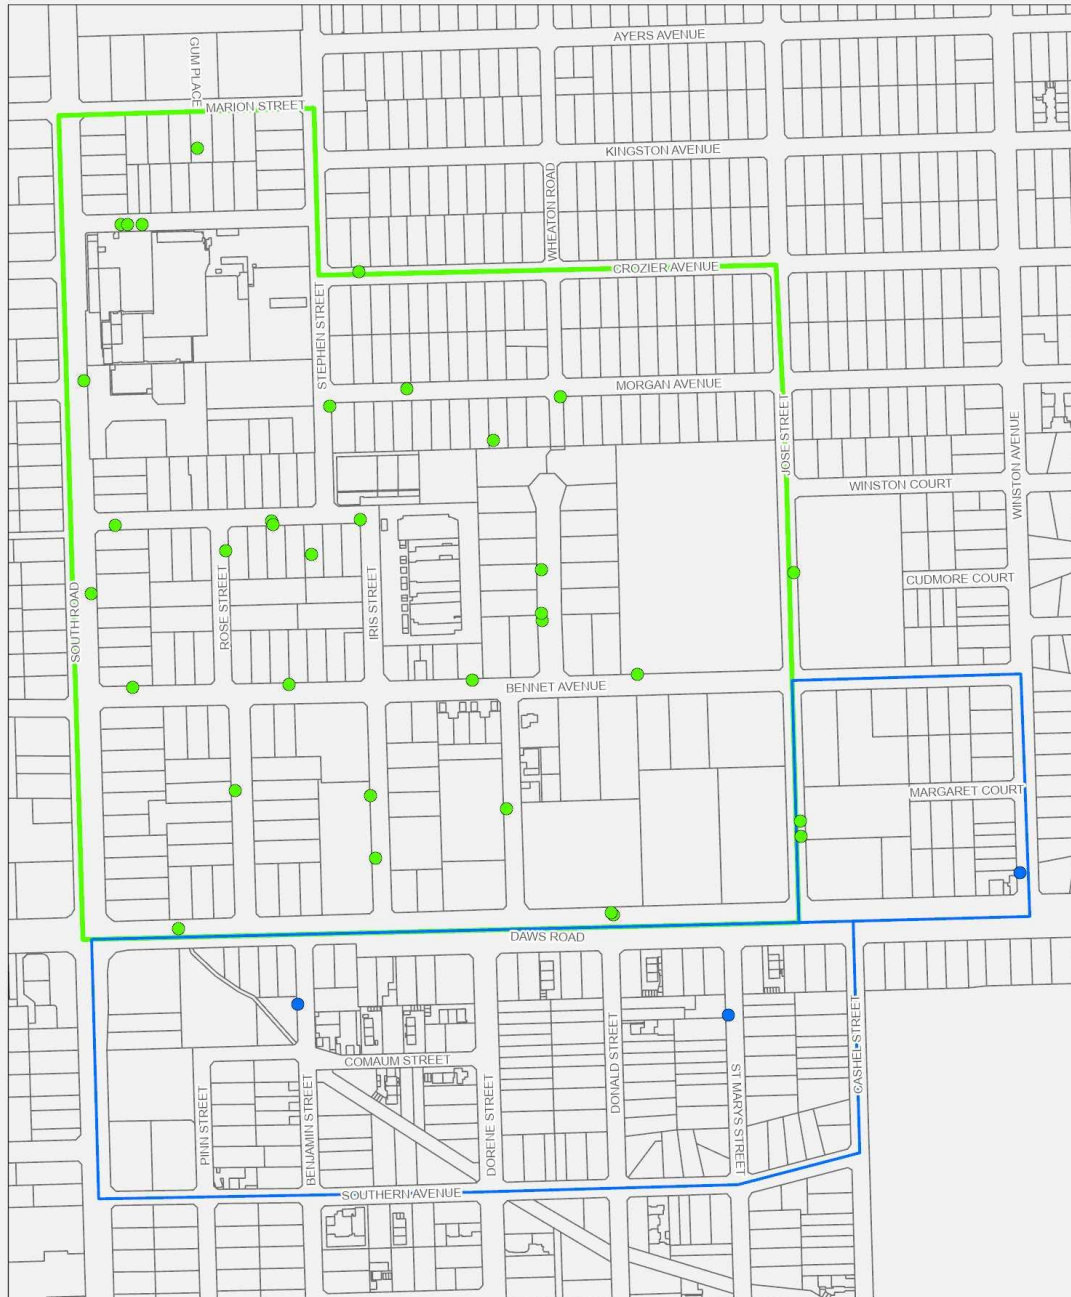 AYERS AVENUE
GUM PLACE
MARION STREET
KINGSTON AVENUE
WHEATON ROAD
CROZIER AVENUE
STEPHEN STREET
MORGAN AVENUE
JOSE STREET
WINSTON AVENUE
WINSTON COURT
CUDMORE COURT
SOUTH ROAD
ROSE STREET
IRIS STREET
BENNET AVENUE
MARGARET COURT
DAWS ROAD
CASHEL STREET
DONALD STREET
COMAUM STREET
ST MARYS STREET
PINN STREET
BENJAMIN STREET
DORENE STREET
SOUTHERN AVENUE